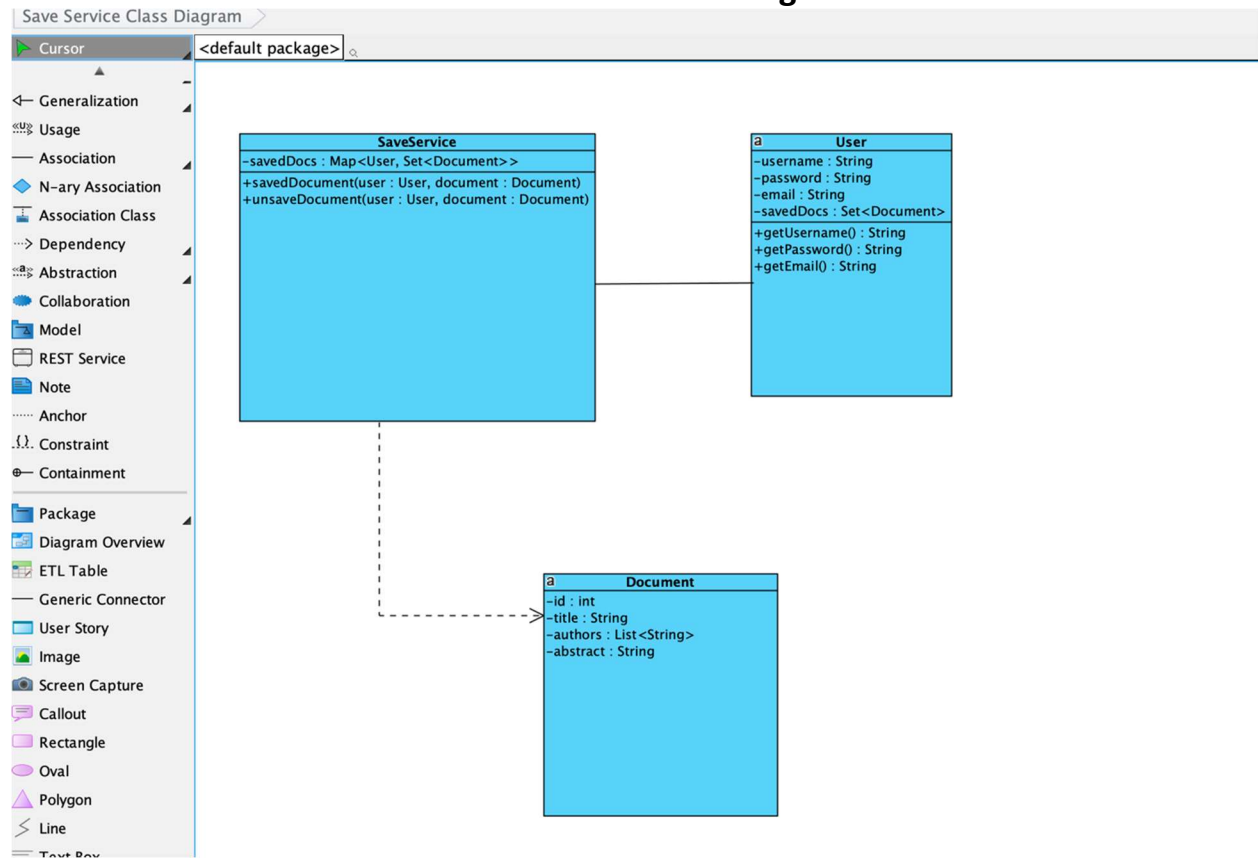 Save Service Class Diagram
Cursor
<default package>
Generalization
«U» Usage
Association
N-ary Association
Association Class
Dependency
«a» Abstraction
Collaboration
Model
REST Service
Note
Anchor
{} Constraint
Containment
Package
Diagram Overview
ETL Table
Generic Connector
User Story
Image
Screen Capture
Callout
Rectangle
Oval
Polygon
Line
Text Box
SaveService
-savedDocs : Map<User, Set<Document>>
+savedDocument(user : User, document : Document)
+unsaveDocument(user : User, document : Document)
a User
-username : String
-password : String
-email : String
-savedDocs : Set<Document>
+getUsername() : String
+getPassword() : String
+getEmail() : String
a Document
-id : int
-title : String
-authors : List<String>
-abstract : String